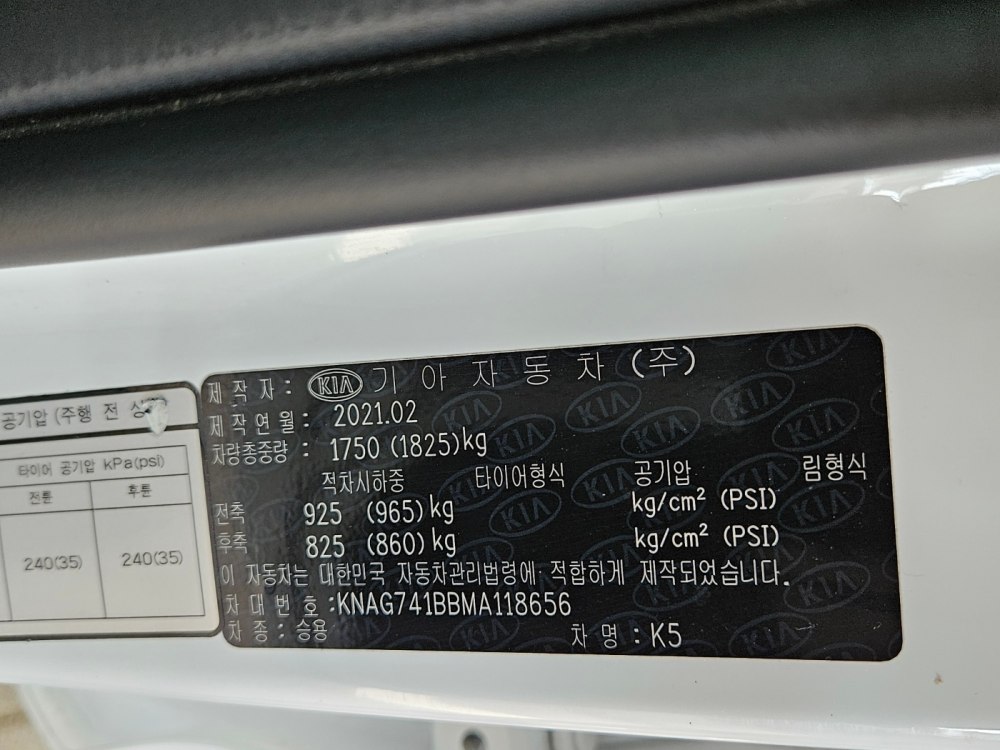 공기압 (주행 전 상
타이어 공기압 kPa(psi)
전륜 후륜
240(35) 240(35)
제작자 : KIA 기아자동차(주)
제작연월 : 2021.02
차량총중량 : 1750 (1825)kg
적차시하중 타이어형식 공기압 림형식
전축 925 (965)kg kg/cm² (PSI)
후축 825 (860)kg kg/cm² (PSI)
이 자동차는 대한민국 자동차관리법령에 적합하게 제작되었습니다.
차대번호 :KNAG741BBMA118656
차종 : 승용 차명 : K5